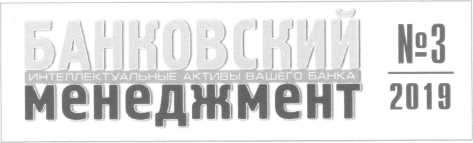 БАНКОВСКИЙ
ИНТЕЛЛЕКТУАЛЬНЫЕ АКТИВЫ ВАШЕГО БАНКА
менеджмент
№3
2019